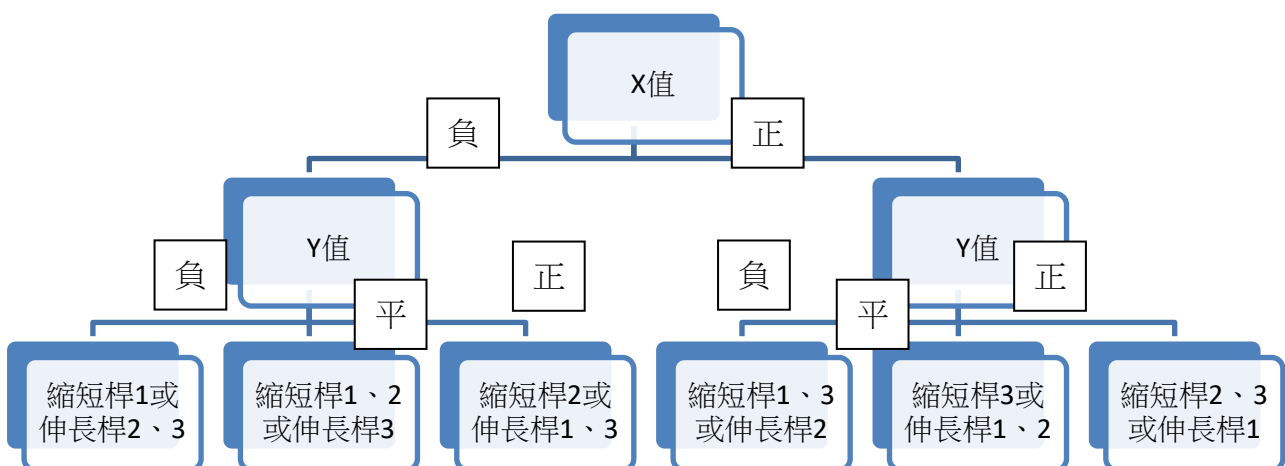 X值
負
正
Y值
Y值
負
正
負
正
平
平
縮短桿1或
伸長桿2、3
縮短桿1、2
或伸長桿3
縮短桿2或
伸長桿1、3
縮短桿1、3
或伸長桿2
縮短桿3或
伸長桿1、2
縮短桿2、3
或伸長桿1